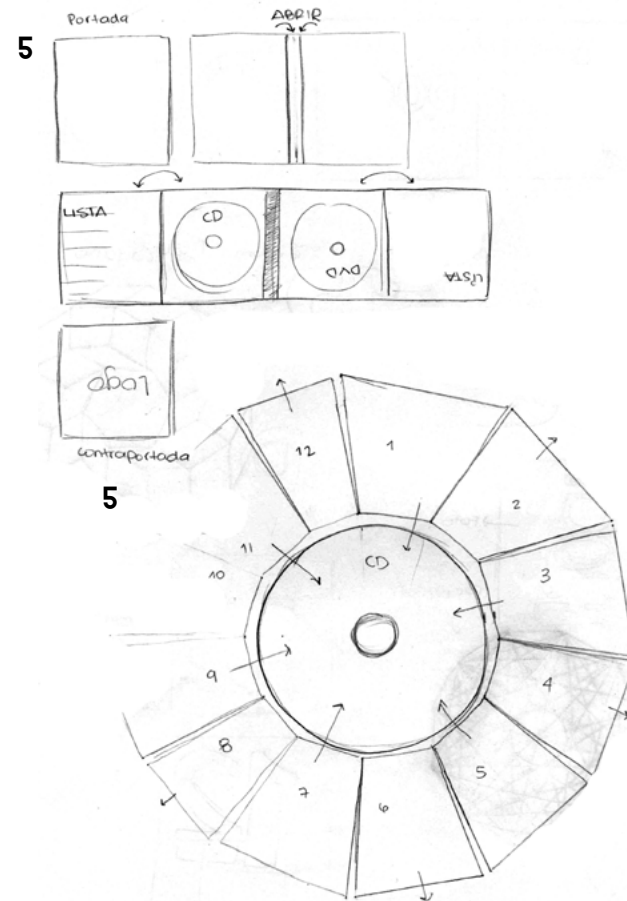 Portada
ABRIR
5
LISTA
CD
DVD
LISTA
Logo
contraportada
5
12
1
2
11
CD
3
10
9
4
8
5
7
6